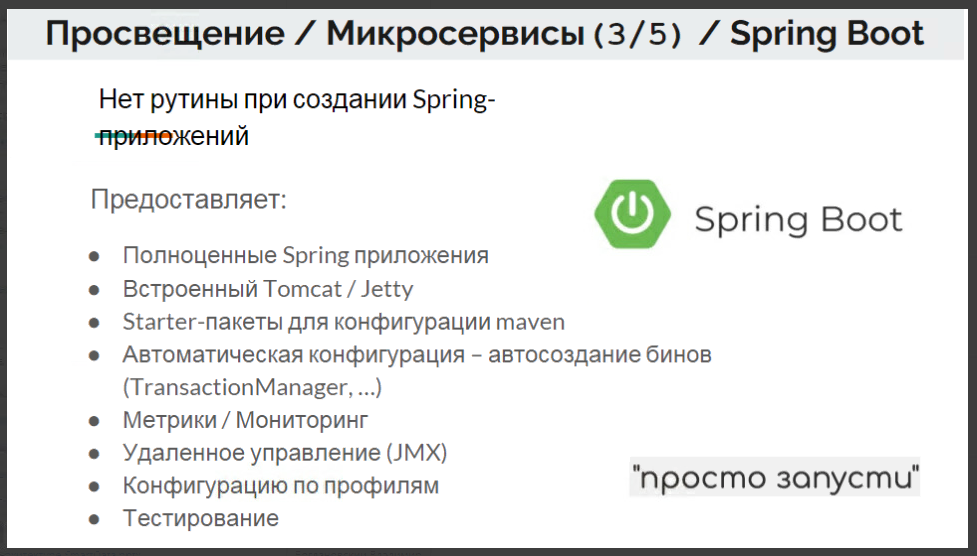 Просвещение / Микросервисы (3/5) / Spring Boot
Нет рутины при создании Spring-
приложений
Предоставляет:
Spring Boot
● Полноценные Spring приложения
● Встроенный Tomcat / Jetty
● Starter-пакеты для конфигурации maven
● Автоматическая конфигурация – автосоздание бинов
(TransactionManager, ...)
● Метрики / Мониторинг
● Удаленное управление (JMX)
● Конфигурацию по профилям
● Тестирование
"просто запусти"